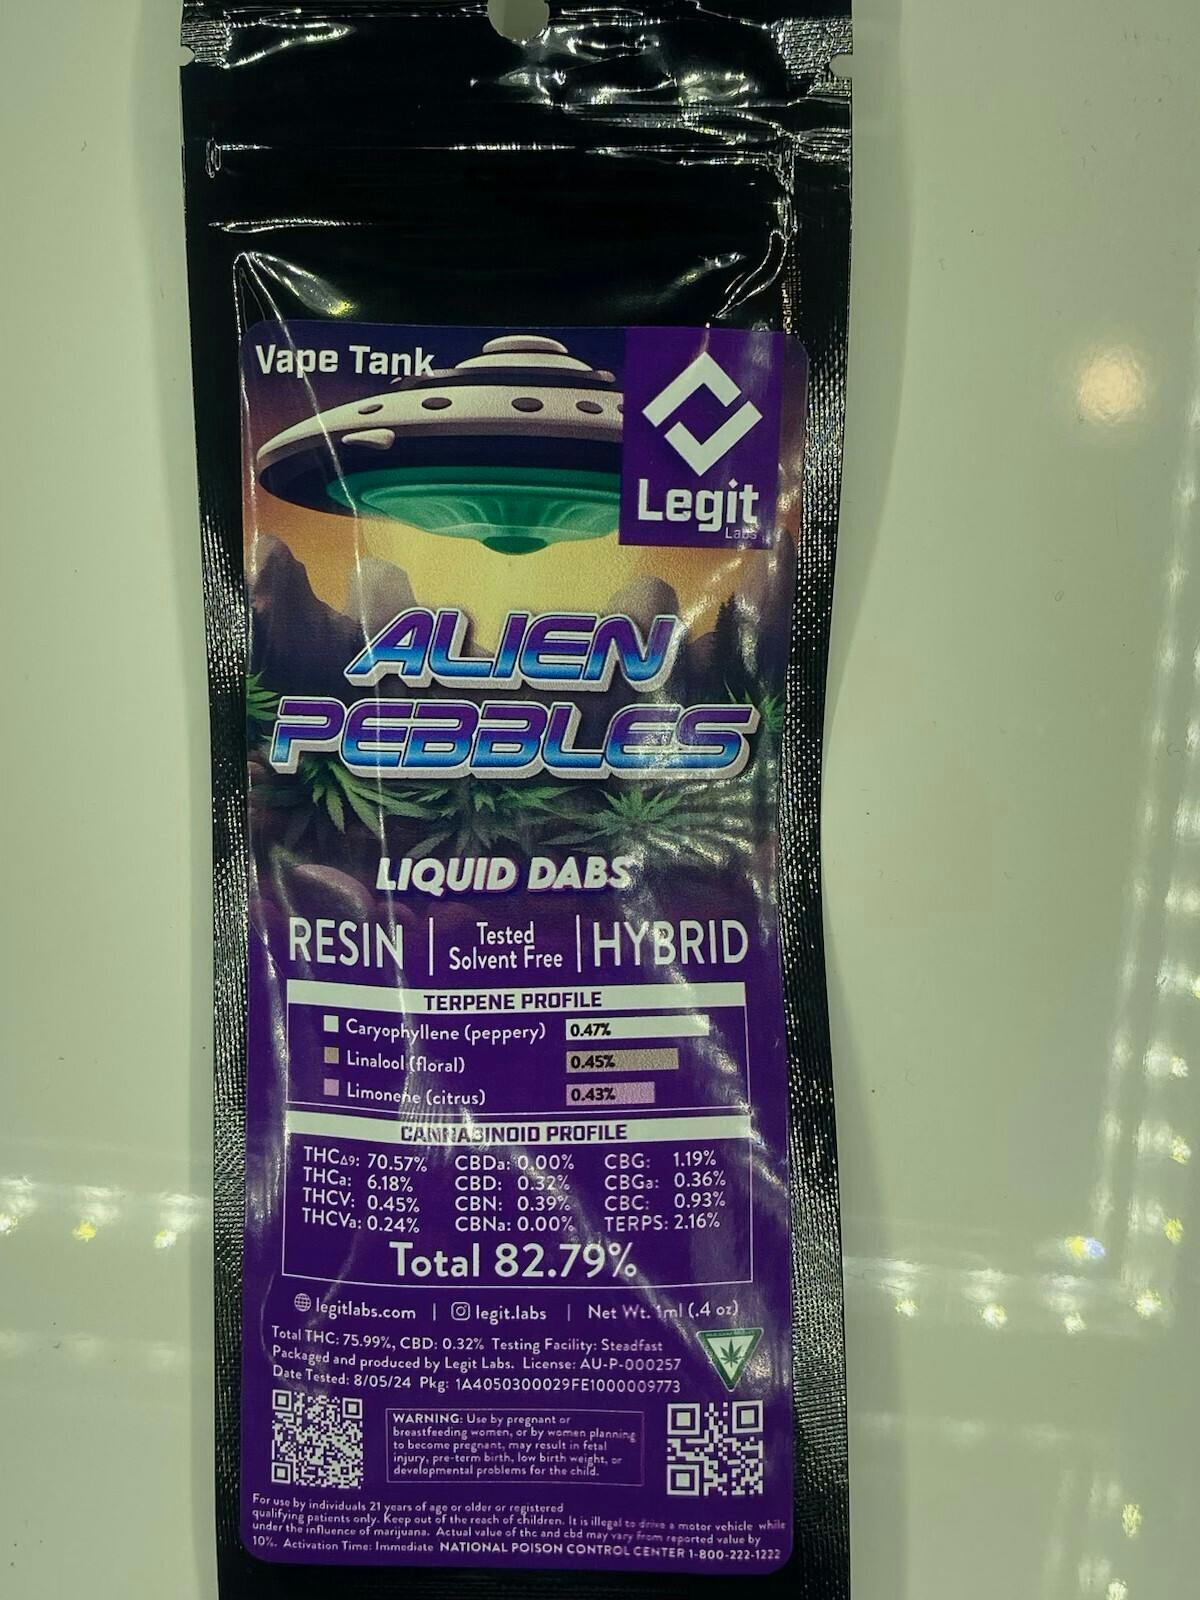 Vape Tank
Legit
Labs
ALIEN
PEBBLES
LIQUID DABS
RESIN | Tested Solvent Free | HYBRID
TERPENE PROFILE
Caryophyllene (peppery) 0.47%
Linalool (floral) 0.45%
Limonene (citrus) 0.43%
CANNABINOID PROFILE
THCΔ9: 70.57% CBDa: 0.00% CBG: 1.19%
THCa: 6.18% CBD: 0.32% CBGa: 0.36%
THCV: 0.45% CBN: 0.39% CBC: 0.93%
THCVa: 0.24% CBNa: 0.00% TERPS: 2.16%
Total 82.79%
legitlabs.com | legit.labs | Net Wt. 1ml (.4 oz)
Total THC: 75.99%, CBD: 0.32% Testing Facility: Steadfast
Packaged and produced by Legit Labs. License: AU-P-000257
Date Tested: 8/05/24 Pkg: 1A4050300029FE1000009773
WARNING: Use by pregnant or
breastfeeding women, or by women planning
to become pregnant, may result in fetal
injury, pre-term birth, low birth weight, or
developmental problems for the child.
For use by individuals 21 years of age or older or registered
qualifying patients only. Keep out of the reach of children. It is illegal to drive a motor vehicle while
under the influence of marijuana. Actual value of thc and cbd may vary from reported value by
10%. Activation Time: Immediate NATIONAL POISON CONTROL CENTER 1-800-222-1222